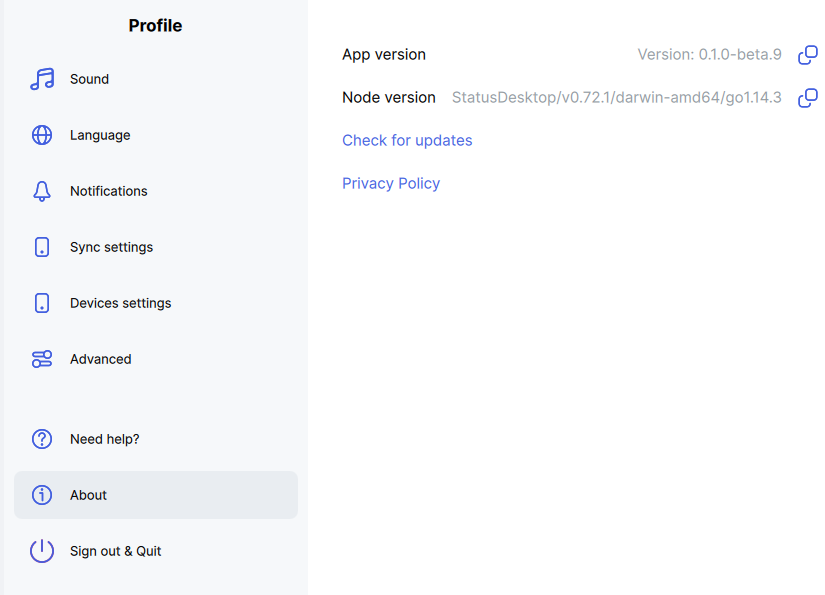 Profile
Sound
Language
Notifications
Sync settings
Devices settings
Advanced
Need help?
About
Sign out & Quit
App version Version: 0.1.0-beta.9
Node version StatusDesktop/v0.72.1/darwin-amd64/go1.14.3
Check for updates
Privacy Policy